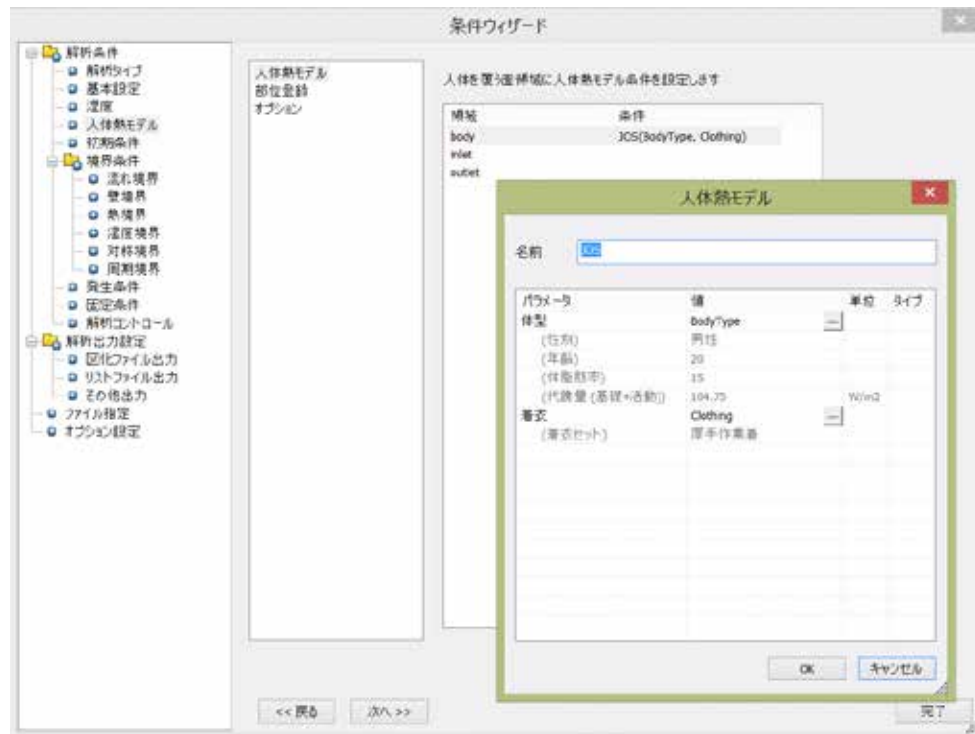 条件ウィザード
解析条件
解析タイプ
基本設定
湿度
人体熱モデル
初期条件
境界条件
流れ境界
壁境界
熱境界
湿度境界
対称境界
周期境界
発生条件
固定条件
解析コントロール
解析出力設定
図化ファイル出力
リストファイル出力
その他出力
ファイル指定
オプション設定
人体熱モデル
部位登録
オプション
人体を覆う面領域に人体熱モデル条件を設定します
領域 条件
body JOS(BodyType, Clothing)
inlet
outlet
人体熱モデル
名前 JOS
パラメータ 値 単位 タイプ
体型 BodyType ...
(性別) 男性
(年齢) 20
(体脂肪率) 15
(代謝量(基礎+活動)) 104.75 W/m2
着衣 Clothing ...
(着衣セット) 厚手作業着
OK キャンセル
<< 戻る 次へ >> 完了